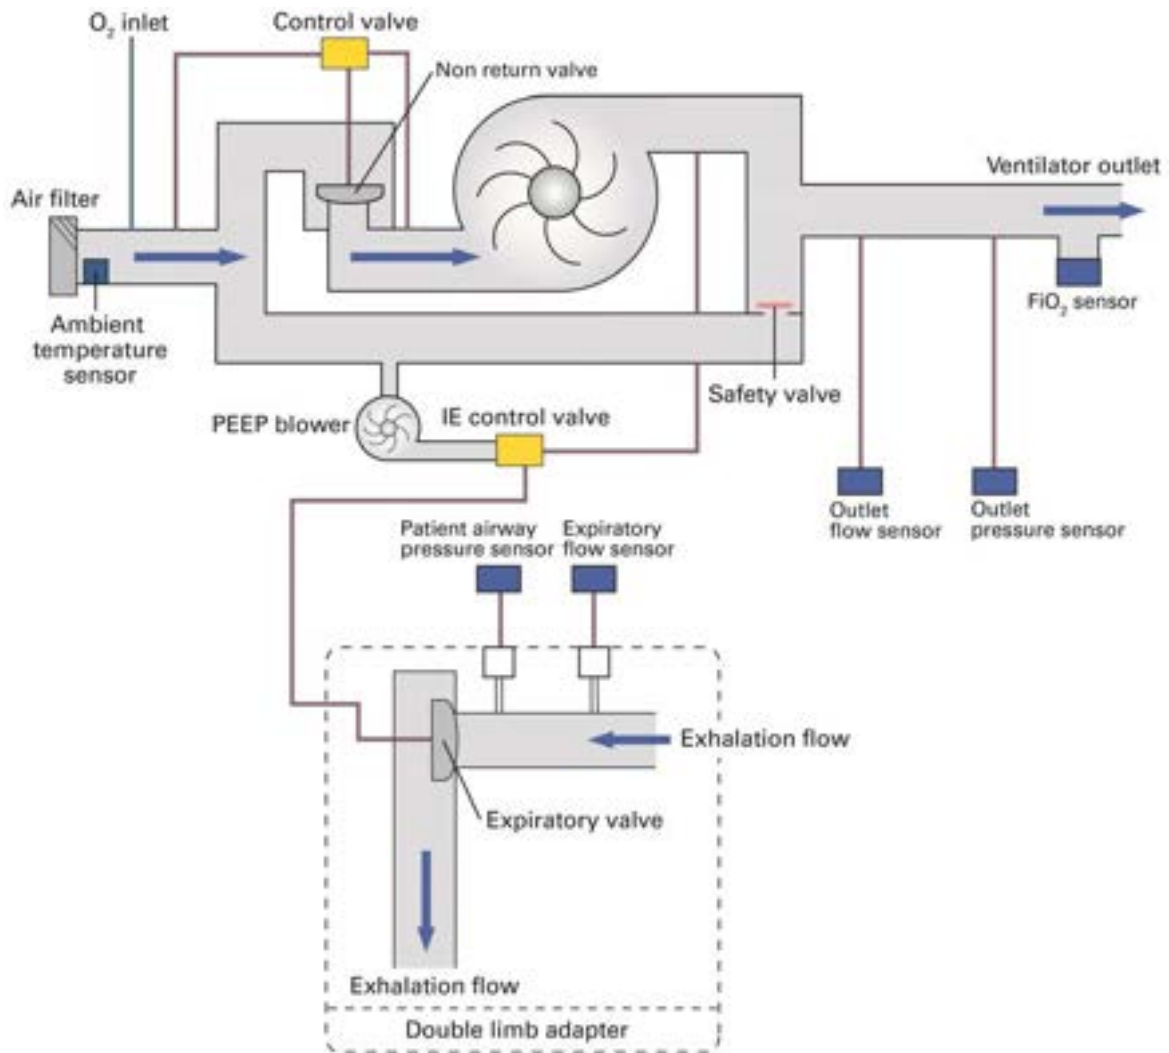 O₂ inlet
Control valve
Non return valve
Air filter
Ventilator outlet
Ambient
temperature
sensor
FiO₂ sensor
Safety valve
PEEP blower
IE control valve
Outlet
flow sensor
Outlet
pressure sensor
Patient airway
pressure sensor
Expiratory
flow sensor
Exhalation flow
Expiratory valve
Exhalation flow
Double limb adapter